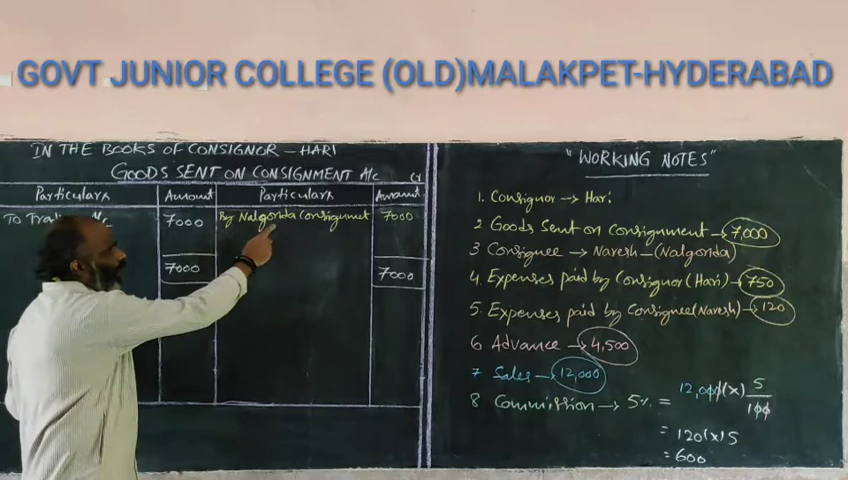 GOVT JUNIOR COLLEGE (OLD)MALAKPET-HYDERABAD
IN THE BOOKS OF CONSIGNOR - HARI
GOODS SENT ON CONSIGNMENT A/c
Particulars Amount Particulars Amount
To 7000 By Nalgonda Consignment 7000
7000 7000
"WORKING NOTES"
1. Consignor → Hari
2 Goods Sent on Consignment → 7,000
3 Consignee → Naresh - (Nalgonda)
4. Expenses paid by Consignor (Hari) → 750
5. Expenses paid by Consignee (Naresh) → 120
6 Advance → 4,500
7 Sales → 12,000
8 Commission → 5% = 12,000 (x) 5/100
= 120 (x) 5
= 600